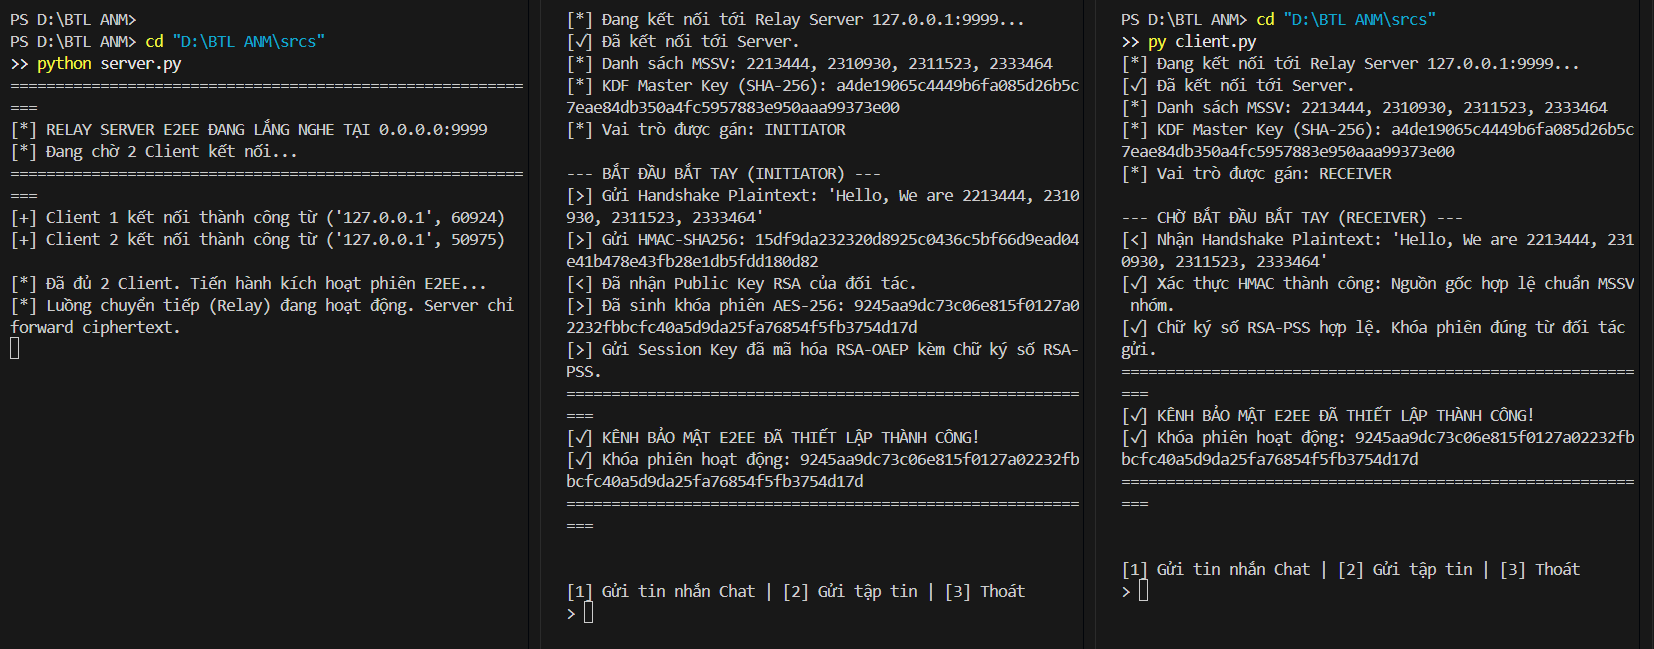 PS D:\BTL ANM>
PS D:\BTL ANM> cd "D:\BTL ANM\srcs"
>> python server.py
==========================================================
===
[*] RELAY SERVER E2EE ĐANG LẮNG NGHE TẠI 0.0.0.0:9999
[*] Đang chờ 2 Client kết nối...
==========================================================
===
[+] Client 1 kết nối thành công từ ('127.0.0.1', 60924)
[+] Client 2 kết nối thành công từ ('127.0.0.1', 50975)

[*] Đã đủ 2 Client. Tiến hành kích hoạt phiên E2EE...
[*] Luồng chuyển tiếp (Relay) đang hoạt động. Server chỉ
forward ciphertext.

[*] Đang kết nối tới Relay Server 127.0.0.1:9999...
[√] Đã kết nối tới Server.
[*] Danh sách MSSV: 2213444, 2310930, 2311523, 2333464
[*] KDF Master Key (SHA-256): a4de19065c4449b6fa085d26b5c
7eae84db350a4fc5957883e950aaa99373e00
[*] Vai trò được gán: INITIATOR

--- BẮT ĐẦU BẮT TAY (INITIATOR) ---
[>] Gửi Handshake Plaintext: 'Hello, We are 2213444, 2310
930, 2311523, 2333464'
[>] Gửi HMAC-SHA256: 15df9da232320d8925c0436c5bf66d9ead04
e41b478e43fb28e1db5fdd180d82
[<] Đã nhận Public Key RSA của đối tác.
[>] Đã sinh khóa phiên AES-256: 9245aa9dc73c06e815f0127a0
2232fbbcfc40a5d9da25fa76854f5fb3754d17d
[>] Gửi Session Key đã mã hóa RSA-OAEP kèm Chữ ký số RSA-
PSS.
==========================================================
===
[√] KÊNH BẢO MẬT E2EE ĐÃ THIẾT LẬP THÀNH CÔNG!
[√] Khóa phiên hoạt động: 9245aa9dc73c06e815f0127a02232fb
bcfc40a5d9da25fa76854f5fb3754d17d
==========================================================
===

[1] Gửi tin nhắn Chat | [2] Gửi tập tin | [3] Thoát
>

PS D:\BTL ANM> cd "D:\BTL ANM\srcs"
>> py client.py
[*] Đang kết nối tới Relay Server 127.0.0.1:9999...
[√] Đã kết nối tới Server.
[*] Danh sách MSSV: 2213444, 2310930, 2311523, 2333464
[*] KDF Master Key (SHA-256): a4de19065c4449b6fa085d26b5c
7eae84db350a4fc5957883e950aaa99373e00
[*] Vai trò được gán: RECEIVER

--- CHỜ BẮT ĐẦU BẮT TAY (RECEIVER) ---
[<] Nhận Handshake Plaintext: 'Hello, We are 2213444, 231
0930, 2311523, 2333464'
[√] Xác thực HMAC thành công: Nguồn gốc hợp lệ chuẩn MSSV
 nhóm.
[√] Chữ ký số RSA-PSS hợp lệ. Khóa phiên đúng từ đối tác
gửi.
==========================================================
===
[√] KÊNH BẢO MẬT E2EE ĐÃ THIẾT LẬP THÀNH CÔNG!
[√] Khóa phiên hoạt động: 9245aa9dc73c06e815f0127a02232fb
bcfc40a5d9da25fa76854f5fb3754d17d
==========================================================
===

[1] Gửi tin nhắn Chat | [2] Gửi tập tin | [3] Thoát
>